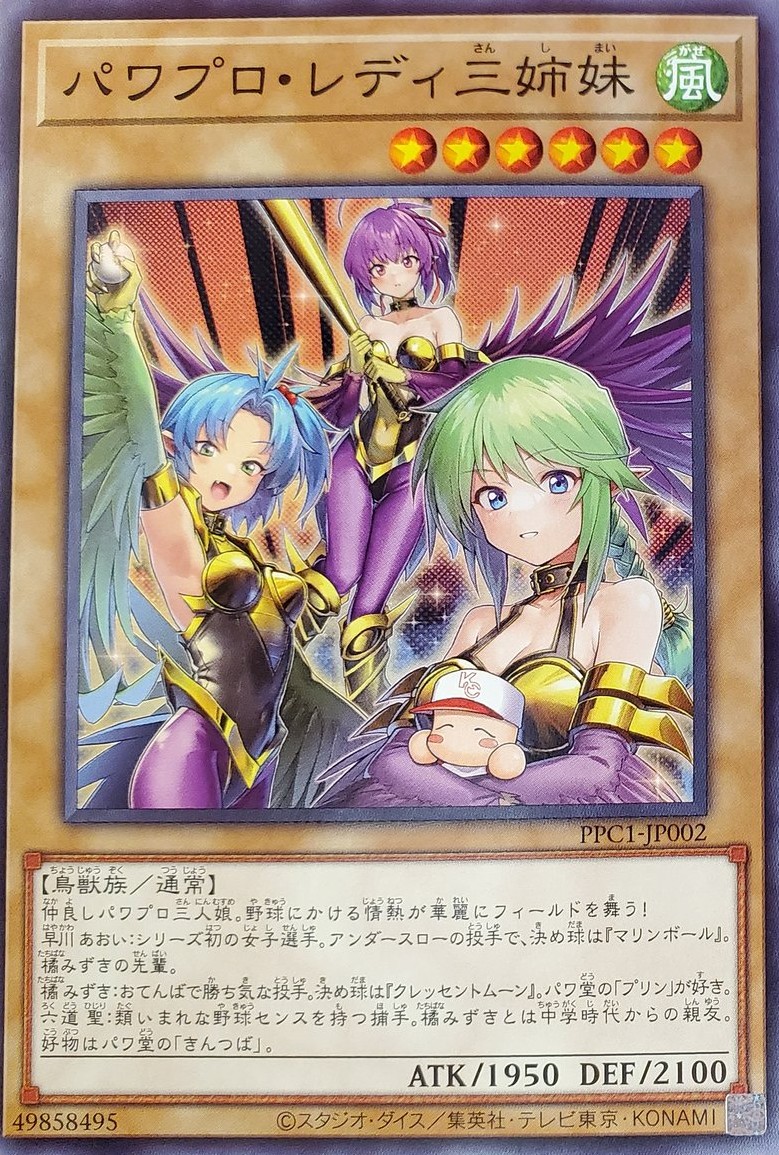 パワプロ・レディ三姉妹
風
KC
PPC1-JP002
【鳥獣族／通常】
仲良しパワプロ三人娘。野球にかける情熱が華麗にフィールドを舞う!
早川あおい:シリーズ初の女子選手。アンダースローの投手で、決め球は『マリンボール』。
橘みずきの先輩。
橘みずき:おてんばで勝ち気な投手。決め球は『クレッセントムーン』。パワ堂の「プリン」が好き。
六道 聖:類いまれな野球センスを持つ捕手。橘みずきとは中学時代からの親友。
好物はパワ堂の「きんつば」。
ATK/1950 DEF/2100
49858495 ©スタジオ・ダイス／集英社・テレビ東京・KONAMI